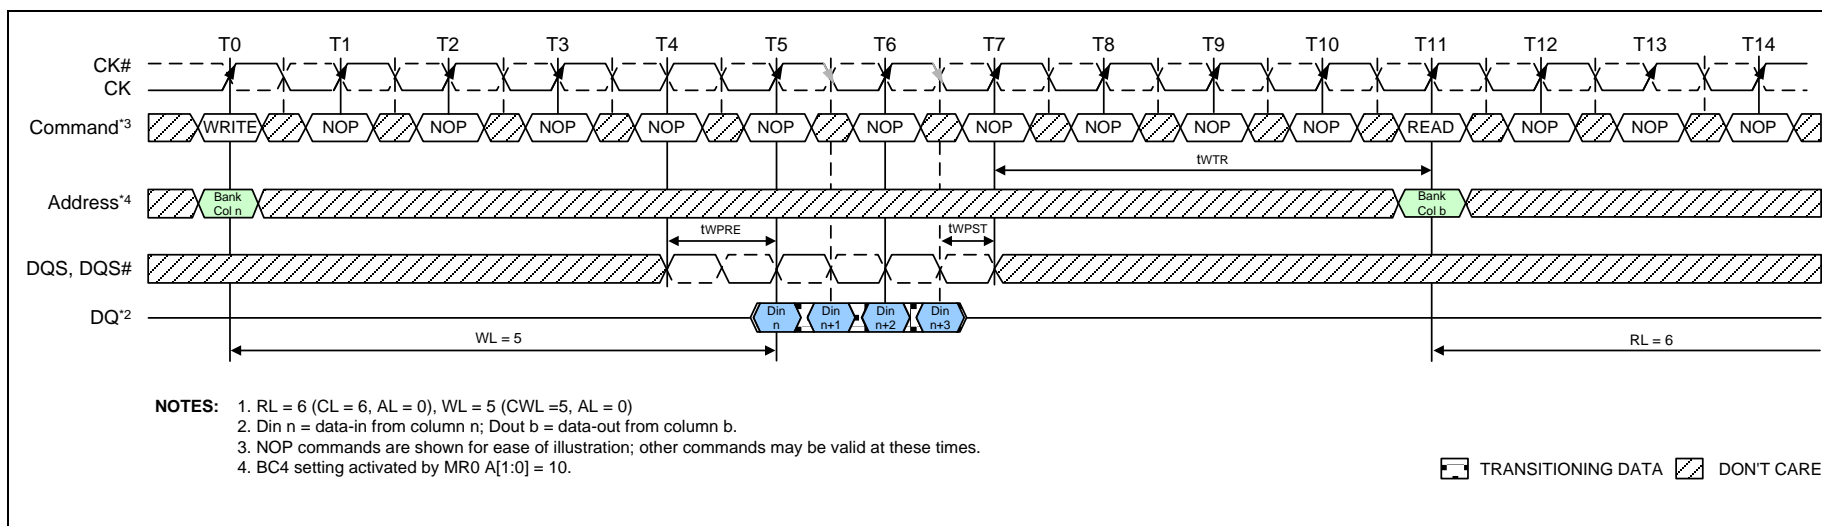 T0 T1 T2 T3 T4 T5 T6 T7 T8 T9 T10 T11 T12 T13 T14
CK#
CK
Command*3 WRITE NOP NOP NOP NOP NOP NOP NOP NOP NOP NOP READ NOP NOP NOP
tWTR
Address*4 Bank Col n Bank Col b
tWPRE tWPST
DQS, DQS#
DQ*2 Din n Din n+1 Din n+2 Din n+3
WL = 5 RL = 6
NOTES: 1. RL = 6 (CL = 6, AL = 0), WL = 5 (CWL =5, AL = 0)
2. Din n = data-in from column n; Dout b = data-out from column b.
3. NOP commands are shown for ease of illustration; other commands may be valid at these times.
4. BC4 setting activated by MR0 A[1:0] = 10.
TRANSITIONING DATA DON'T CARE